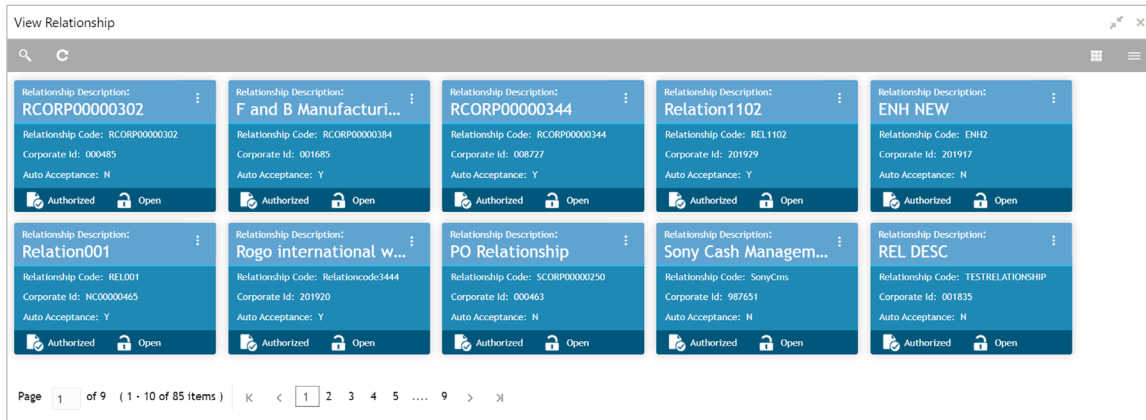 View Relationship
Relationship Description:
RCORP00000302
Relationship Code: RCORP00000302
Corporate Id: 000485
Auto Acceptance: N
Authorized Open
Relationship Description:
F and B Manufacturi...
Relationship Code: RCORP00000384
Corporate Id: 001685
Auto Acceptance: Y
Authorized Open
Relationship Description:
RCORP00000344
Relationship Code: RCORP00000344
Corporate Id: 008727
Auto Acceptance: Y
Authorized Open
Relationship Description:
Relation1102
Relationship Code: REL1102
Corporate Id: 201929
Auto Acceptance: Y
Authorized Open
Relationship Description:
ENH NEW
Relationship Code: ENH2
Corporate Id: 201917
Auto Acceptance: N
Authorized Open
Relationship Description:
Relation001
Relationship Code: REL001
Corporate Id: NC00000465
Auto Acceptance: Y
Authorized Open
Relationship Description:
Rogo international w...
Relationship Code: Relationcode3444
Corporate Id: 201920
Auto Acceptance: Y
Authorized Open
Relationship Description:
PO Relationship
Relationship Code: SCORP00000250
Corporate Id: 000463
Auto Acceptance: N
Authorized Open
Relationship Description:
Sony Cash Managem...
Relationship Code: SonyCms
Corporate Id: 987651
Auto Acceptance: N
Authorized Open
Relationship Description:
REL DESC
Relationship Code: TESTRELATIONSHIP
Corporate Id: 001835
Auto Acceptance: N
Authorized Open
Page 1 of 9 ( 1 - 10 of 85 items ) 1 2 3 4 5 .... 9